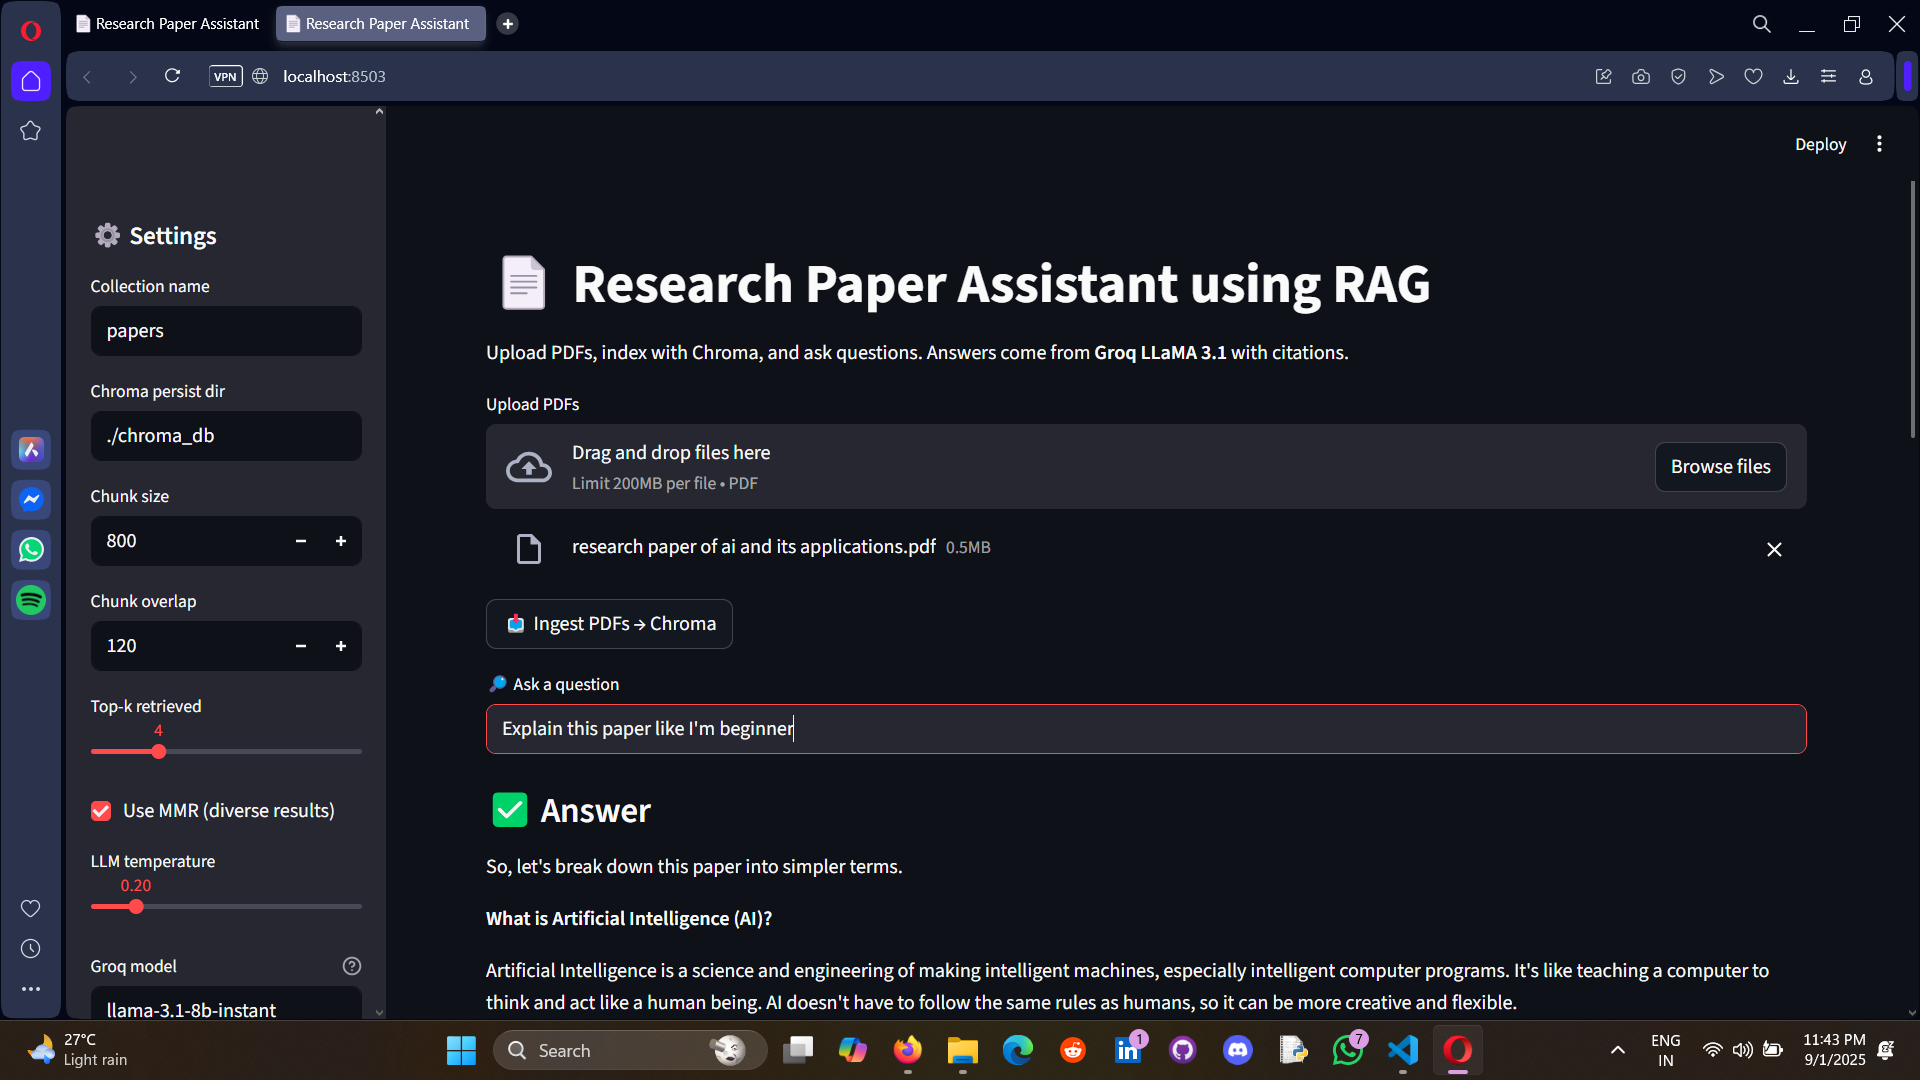 Research Paper Assistant
Research Paper Assistant
VPN
localhost:8503
Deploy
Settings
Collection name
papers
Chroma persist dir
./chroma_db
Chunk size
800
Chunk overlap
120
Top-k retrieved
4
Use MMR (diverse results)
LLM temperature
0.20
Groq model
llama-3.1-8b-instant
Research Paper Assistant using RAG
Upload PDFs, index with Chroma, and ask questions. Answers come from Groq LLaMA 3.1 with citations.
Upload PDFs
Drag and drop files here
Limit 200MB per file • PDF
Browse files
research paper of ai and its applications.pdf 0.5MB
Ingest PDFs → Chroma
Ask a question
Explain this paper like I'm beginner
Answer
So, let's break down this paper into simpler terms.
What is Artificial Intelligence (AI)?
Artificial Intelligence is a science and engineering of making intelligent machines, especially intelligent computer programs. It's like teaching a computer to
think and act like a human being. AI doesn't have to follow the same rules as humans, so it can be more creative and flexible.
27°C
Light rain
Search
1
7
ENG
IN
11:43 PM
9/1/2025